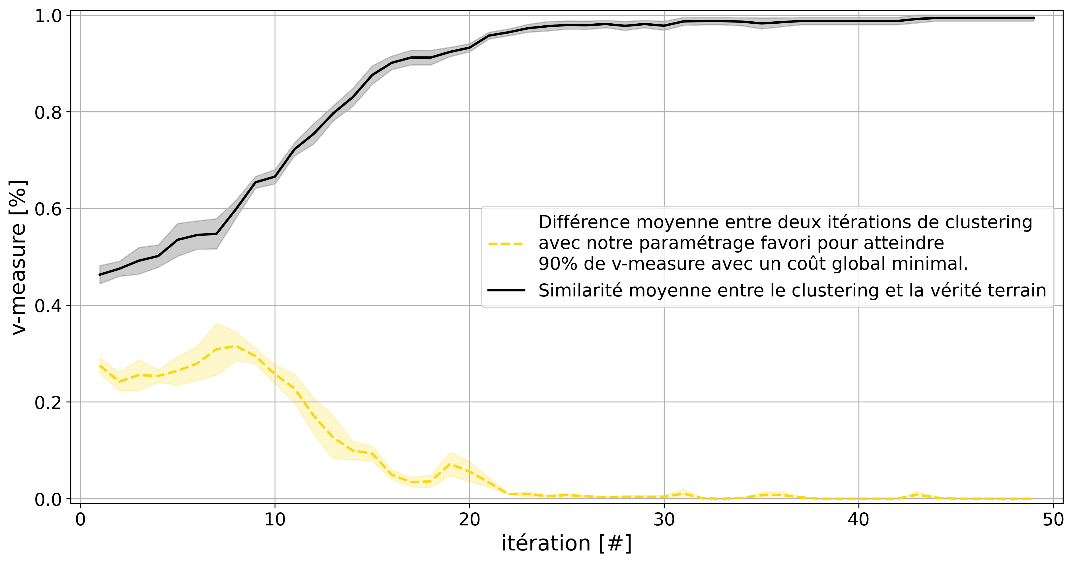 1.0
0.8
0.6
0.4
0.2
0.0
v-measure [%]
Différence moyenne entre deux itérations de clustering
avec notre paramétrage favori pour atteindre
90% de v-measure avec un coût global minimal.
Similarité moyenne entre le clustering et la vérité terrain
0
10
20
30
40
50
itération [#]